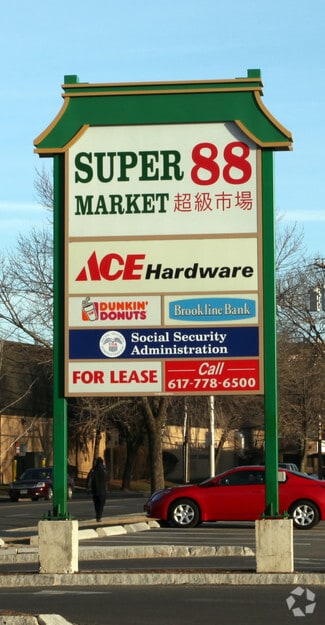 SUPER 88
MARKET 超級市場
ACE Hardware
DUNKIN' DONUTS
Brookline Bank
Social Security
Administration
FOR LEASE
Call
617-778-6500